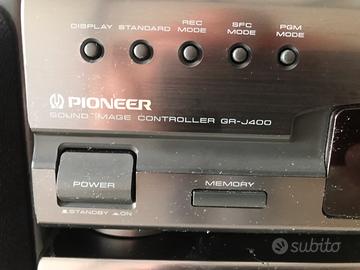 DISPLAY STANDARD REC MODE SFC MODE PGM MODE
PIONEER
SOUND IMAGE CONTROLLER GR-J400
POWER
MEMORY
STANDBY ON
subito